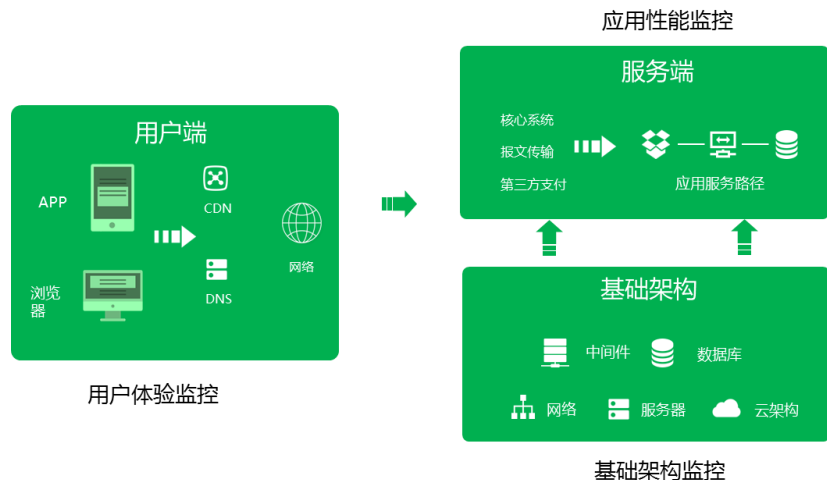 应用性能监控
服务端
核心系统
报文传输
第三方支付
应用服务路径
用户端
APP
CDN
网络
浏览
器
DNS
用户体验监控
基础架构
中间件
数据库
网络
服务器
云架构
基础架构监控